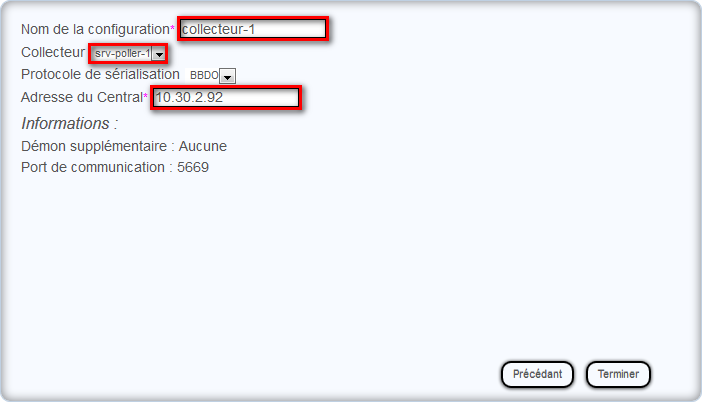 Nom de la configuration* collecteur-1
Collecteur srv-poller-1
Protocole de sérialisation BBDO
Adresse du Central* 10.30.2.92
Informations :
Démon supplémentaire : Aucune
Port de communication : 5669
Précédant Terminer